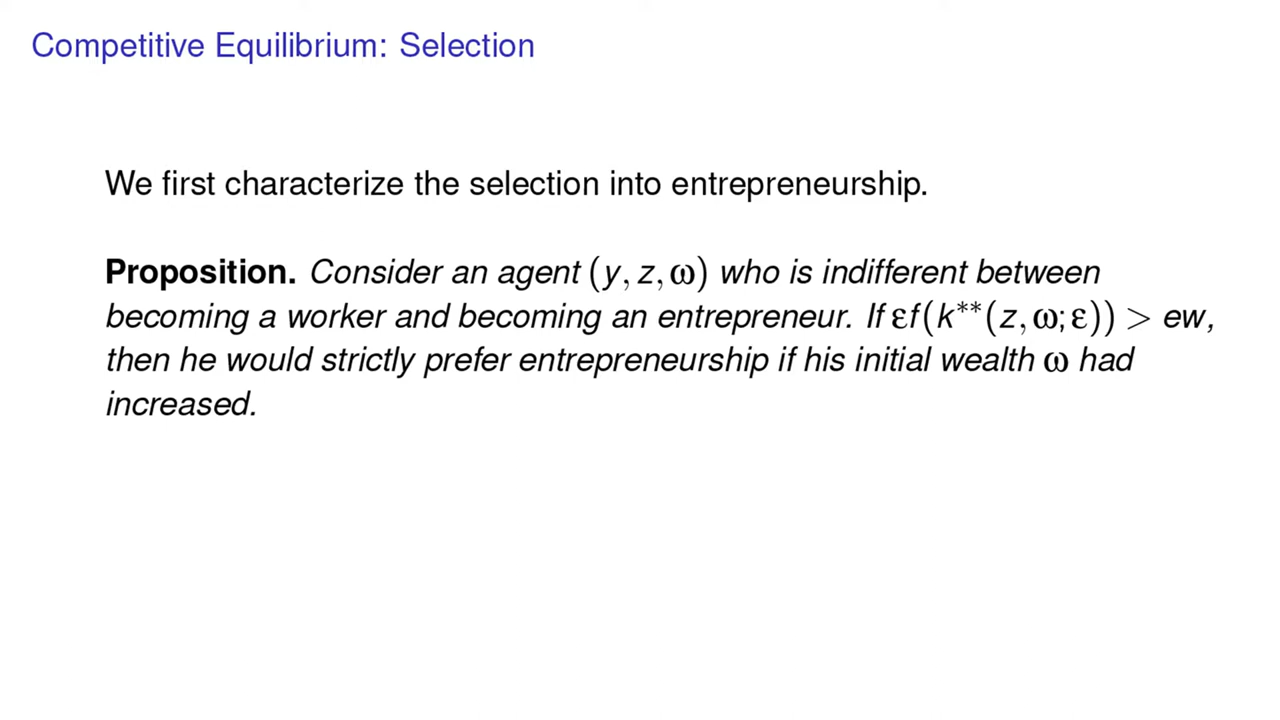 Competitive Equilibrium: Selection
We first characterize the selection into entrepreneurship.
Proposition. Consider an agent (y, z, ω) who is indifferent between
becoming a worker and becoming an entrepreneur. If εf(k**(z, ω; ε)) > ew,
then he would strictly prefer entrepreneurship if his initial wealth ω had
increased.